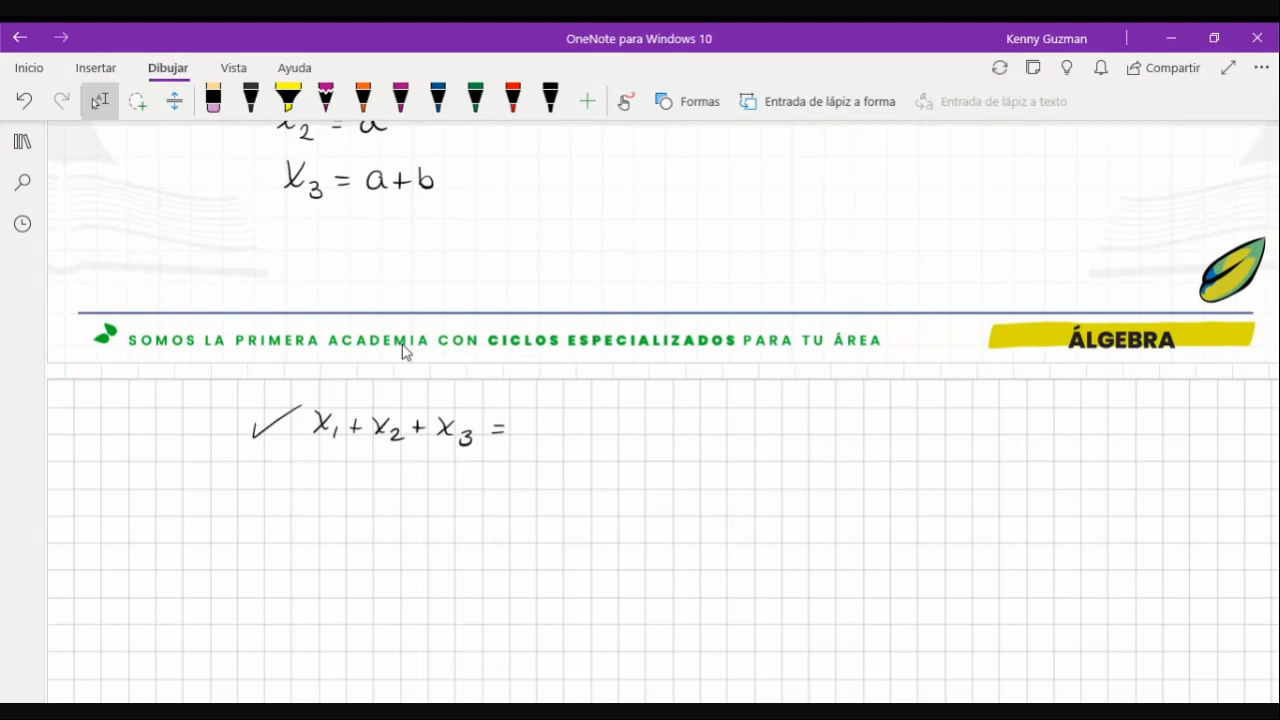 OneNote para Windows 10
Kenny Guzman
Inicio Insertar Dibujar Vista Ayuda
Compartir
Formas Entrada de lápiz a forma Entrada de lápiz a texto
x₂ = a
x₃ = a+b
SOMOS LA PRIMERA ACADEMIA CON CICLOS ESPECIALIZADOS PARA TU ÁREA
ÁLGEBRA
✓ x₁ + x₂ + x₃ =